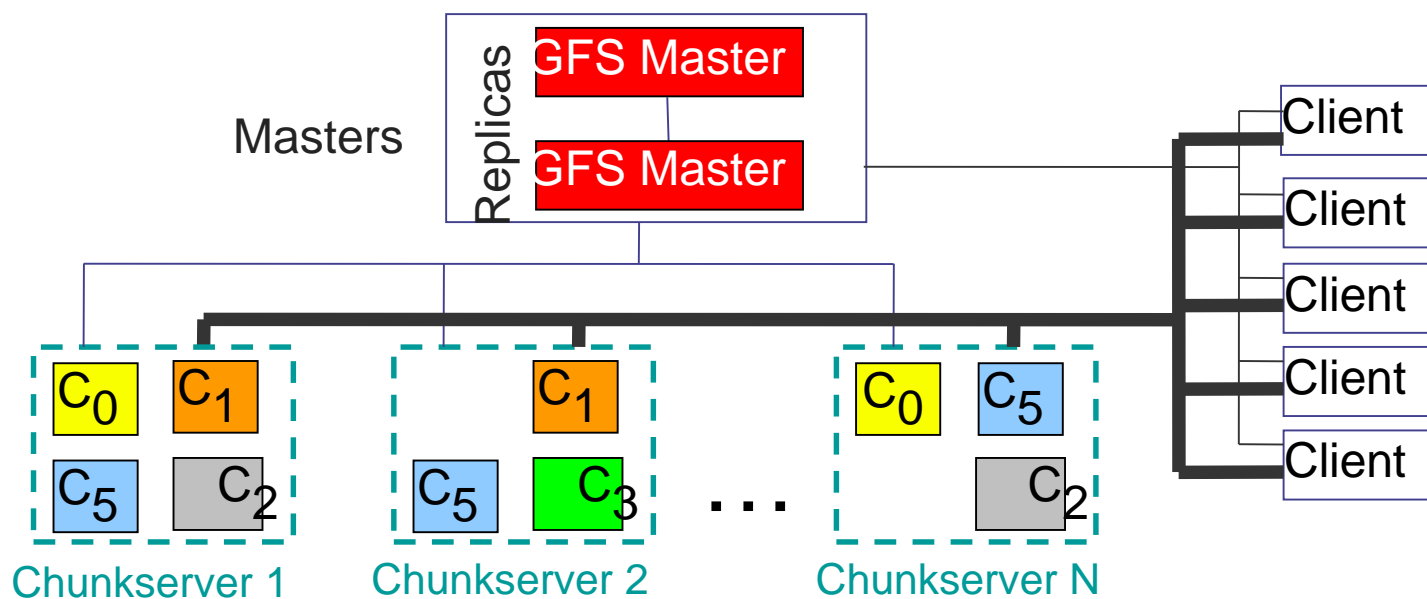 Replicas
GFS Master
Masters
GFS Master
Client
Client
Client
Client
Client
C0 C1
C5 C2
C1
C5 C3
...
C0 C5
C2
Chunkserver 1
Chunkserver 2
Chunkserver N